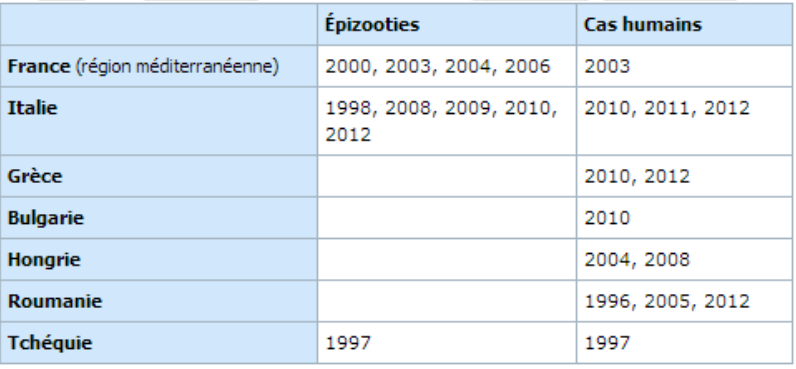 Épizooties Cas humains
France (région méditerranéenne) 2000, 2003, 2004, 2006 2003
Italie 1998, 2008, 2009, 2010, 2010, 2011, 2012
2012
Grèce 2010, 2012
Bulgarie 2010
Hongrie 2004, 2008
Roumanie 1996, 2005, 2012
Tchéquie 1997 1997